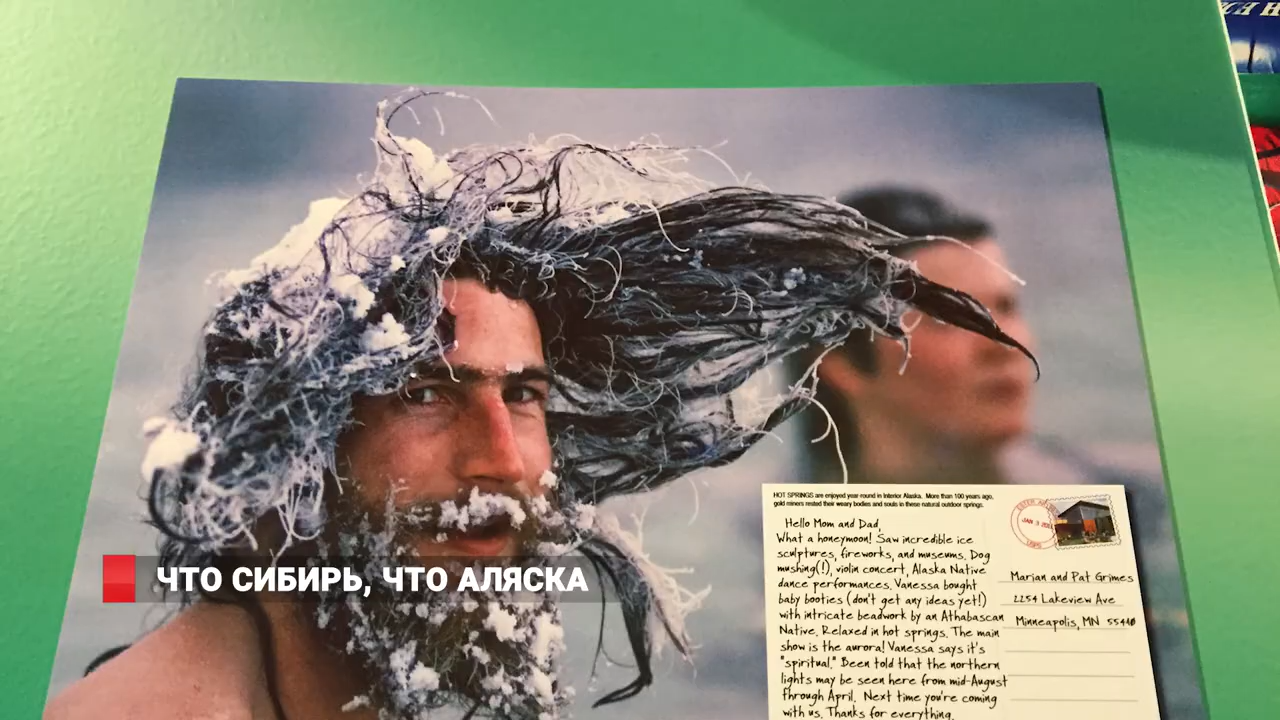 ЧТО СИБИРЬ, ЧТО АЛЯСКА
HOT SPRINGS are enjoyed year round in Interior Alaska. More than 100 years ago,
gold miners rested their weary bodies and souls in these natural outdoor springs.
Hello Mom and Dad,
What a honeymoon! Saw incredible ice
sculptures, fireworks, and museums. Dog
mushing(!), violin concert, Alaska Native
dance performances. Vanessa bought
baby booties (don't get any ideas yet!)
with intricate beadwork by an Athabascan
Native. Relaxed in hot springs. The main
show is the aurora! Vanessa says it's
"spiritual." Been told that the northern
lights may be seen here from mid-August
through April. Next time you're coming
with us. Thanks for everything.
JAN 3
USPS
Marian and Pat Grimes
2254 Lakeview Ave
Minneapolis, MN 55440